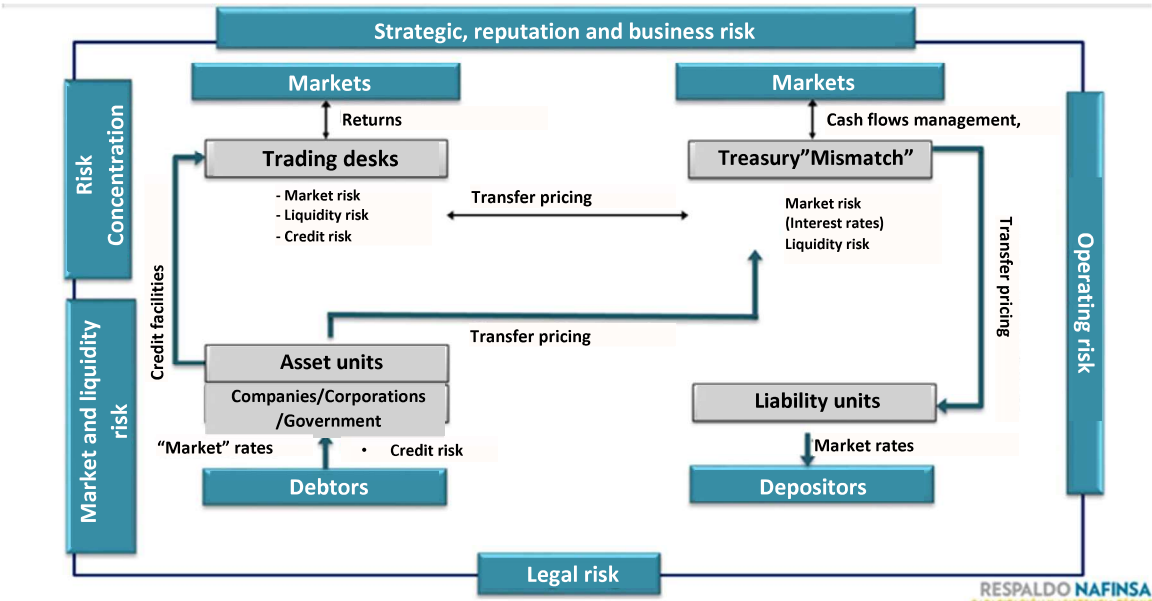 Strategic, reputation and business risk
Markets
Markets
Returns
Cash flows management,
Trading desks
Treasury”Mismatch”
Risk
Concentration
- Market risk
- Liquidity risk
- Credit risk
Transfer pricing
Market risk
(Interest rates)
Liquidity risk
Transfer pricing
Operating risk
Credit facilities
Transfer pricing
Market and liquidity
risk
Asset units
Companies/Corporations
/Government
Liability units
“Market” rates
• Credit risk
Market rates
Debtors
Depositors
Legal risk
RESPALDO NAFINSA